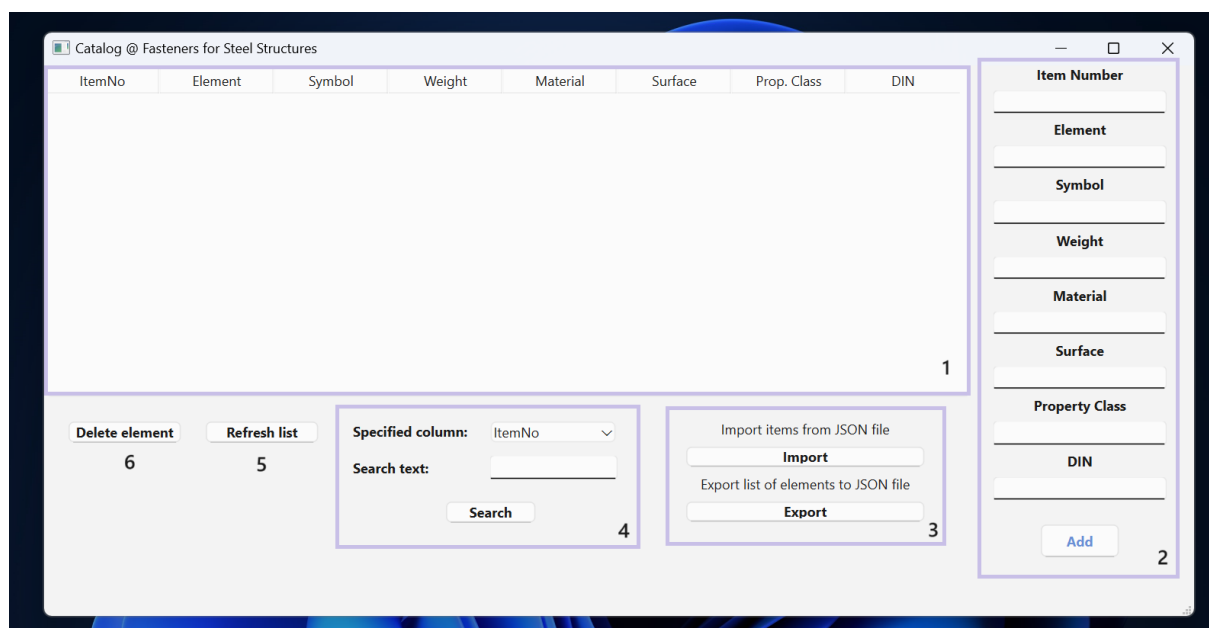 Catalog @ Fasteners for Steel Structures
ItemNo Element Symbol Weight Material Surface Prop. Class DIN
1
Item Number
Element
Symbol
Weight
Material
Surface
Property Class
DIN
Add
2
Delete element
6
Refresh list
5
Specified column: ItemNo
Search text:
Search
4
Import items from JSON file
Import
Export list of elements to JSON file
Export
3